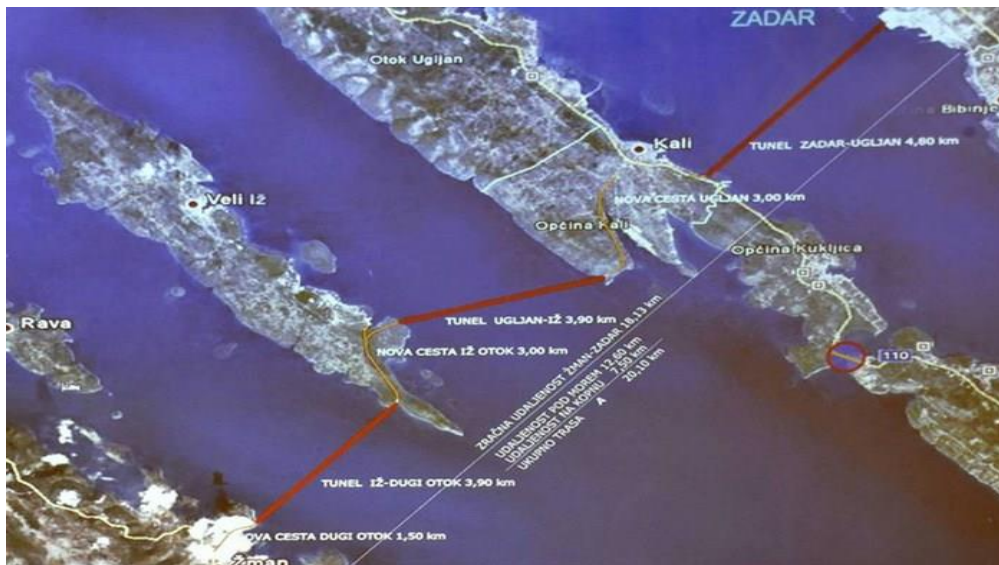 ZADAR
Otok Ugljan
Bibinje
Kali
TUNEL ZADAR-UGLJAN 4,80 km
Veli Iž
NOVA CESTA UGLJAN 3,00 km
Općina Kali
Općina Kukljica
TUNEL UGLJAN-IŽ 3,90 km
Rava
NOVA CESTA IŽ OTOK 3,00 km
110
ZRAČNA UDALJENOST ŽMAN-ZADAR 18,13 km
UDALJENOST POD MOREM 12,60 km
UDALJENOST NA KOPNU 7,50 km
UKUPNO TRASA A 20,10 km
TUNEL IŽ-DUGI OTOK 3,90 km
NOVA CESTA DUGI OTOK 1,50 km
Žman